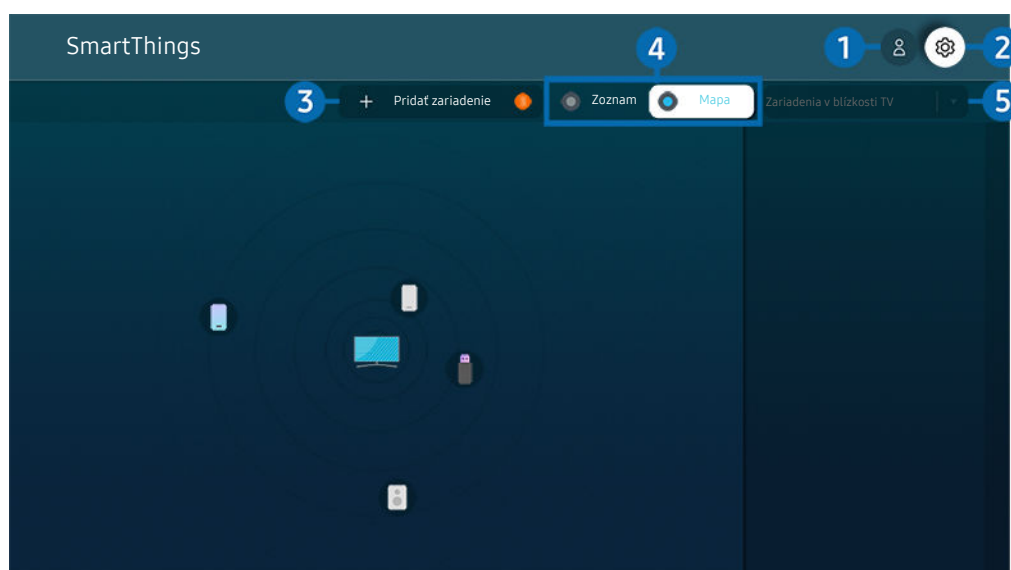 SmartThings
4
1
2
3
Pridať zariadenie
Zoznam
Mapa
Zariadenia v blízkosti TV
5